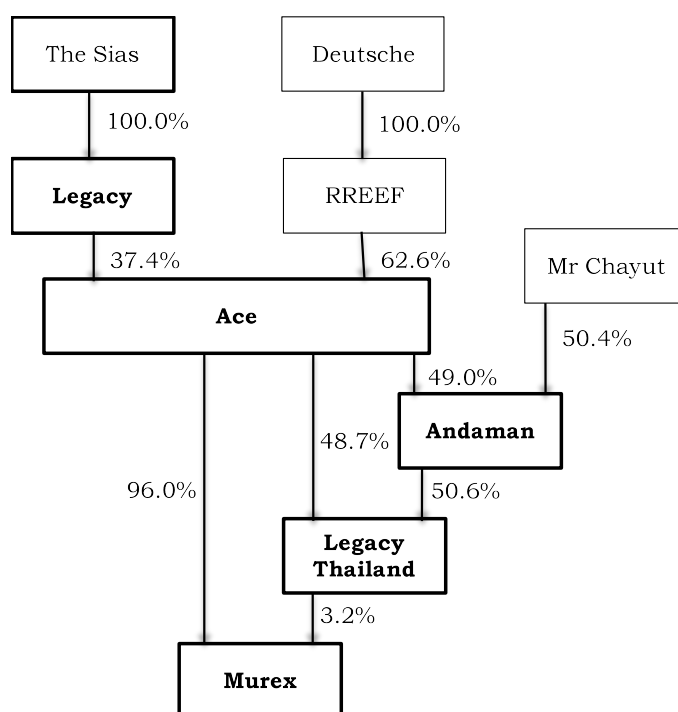 The Sias
Deutsche
100.0%
100.0%
Legacy
RREEF
37.4%
62.6%
Mr Chayut
Ace
50.4%
49.0%
Andaman
48.7%
96.0%
50.6%
Legacy
Thailand
3.2%
Murex